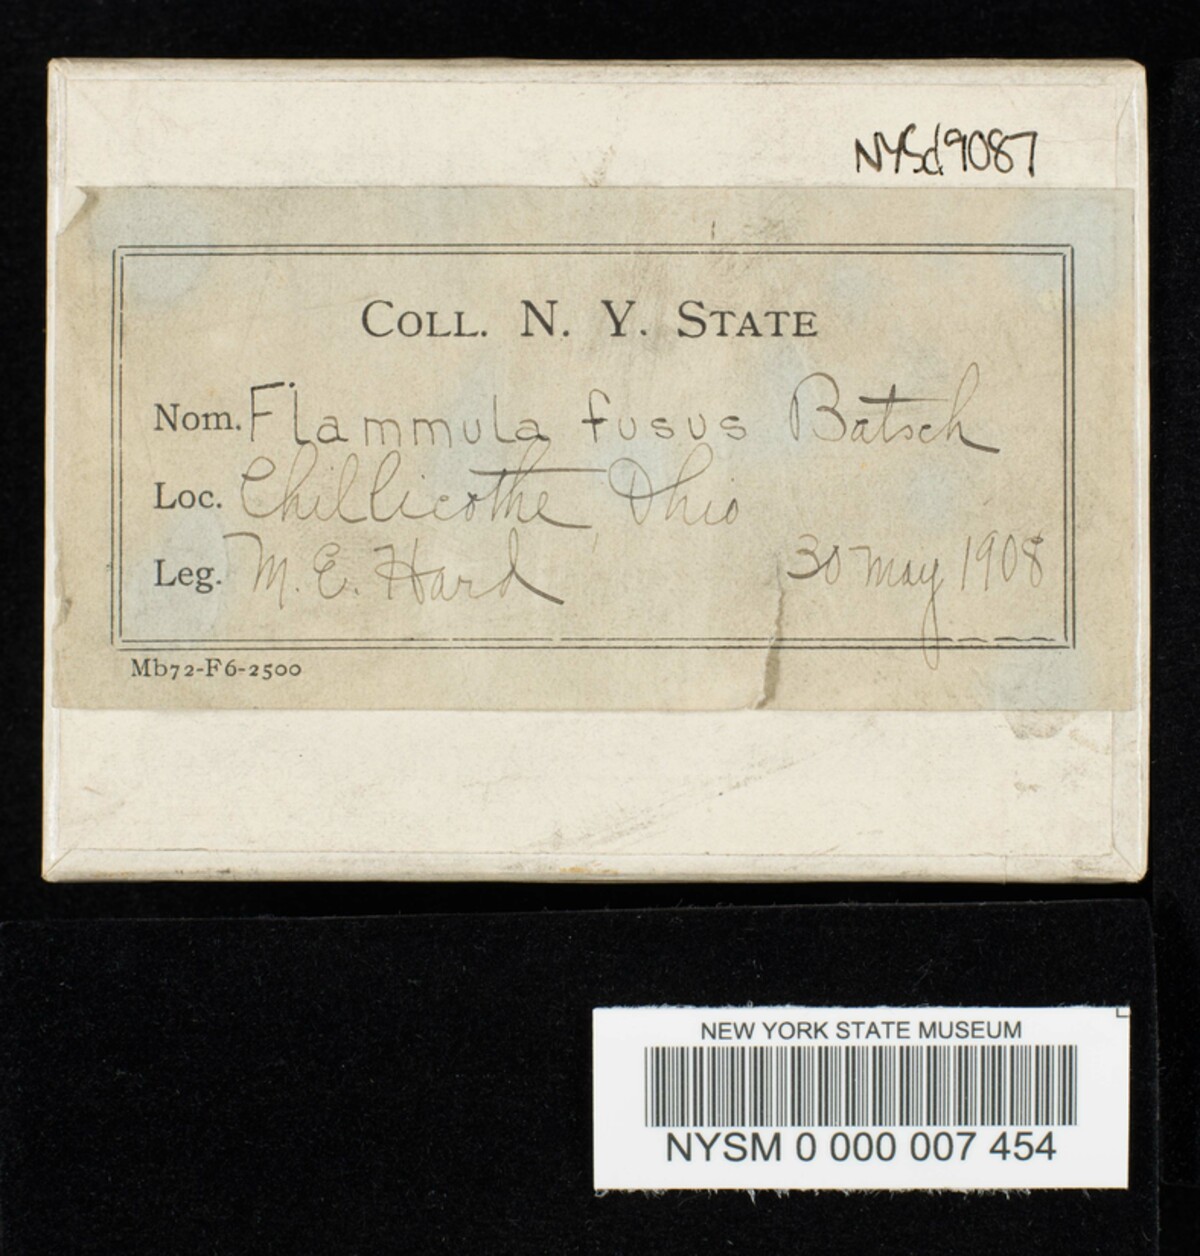 NYSd9087
COLL. N. Y. STATE
Nom. Flammula fusus Batsch
Loc. Chillicothe Ohio
Leg. M. E. Hard 30 May 1908
Mb72-F6-2500
NEW YORK STATE MUSEUM
NYSM 0 000 007 454